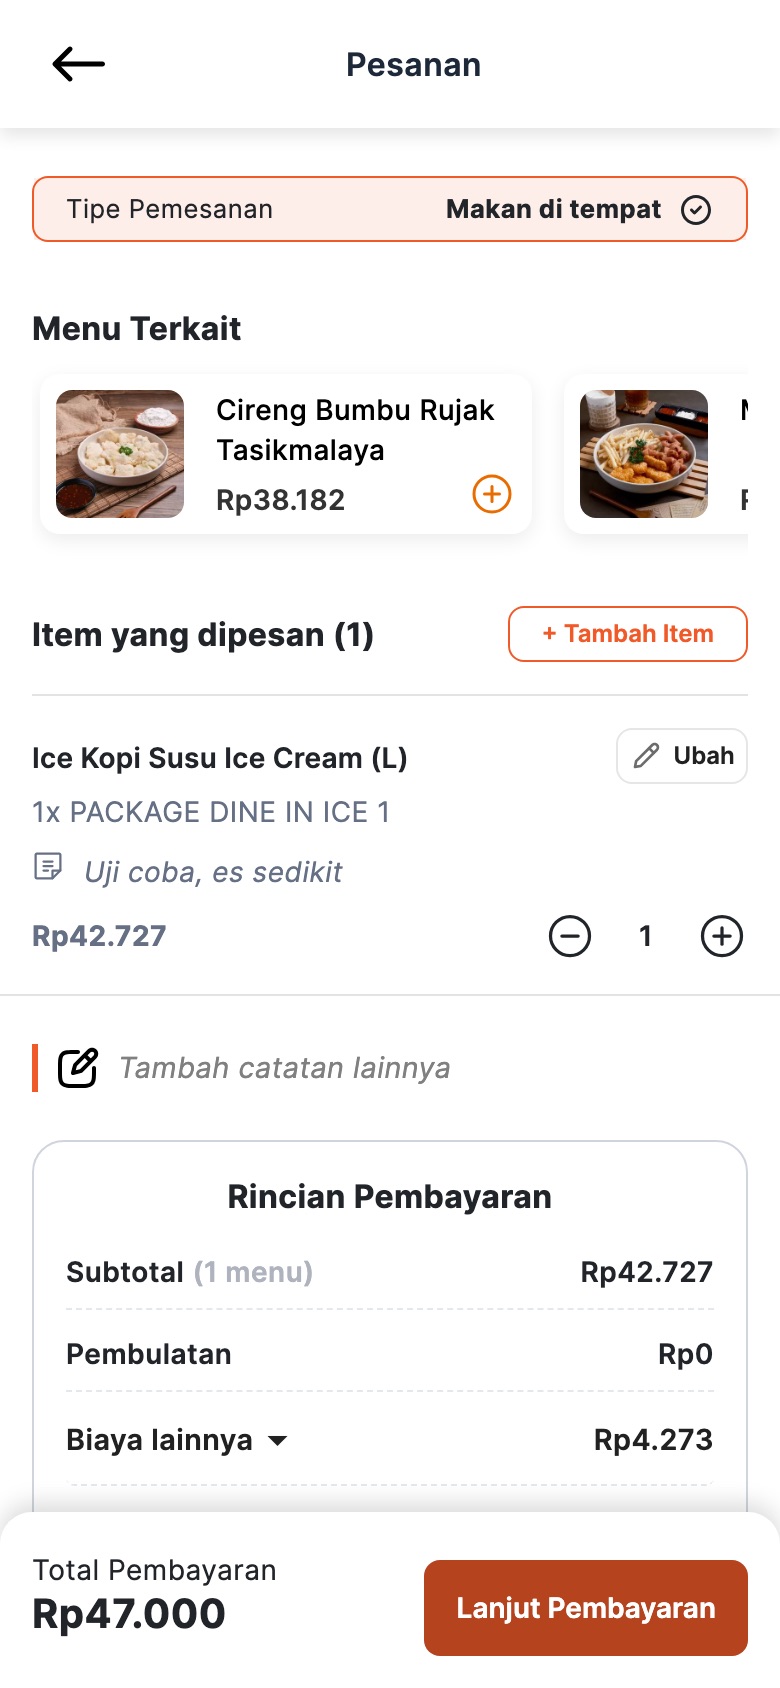 Pesanan
Tipe Pemesanan Makan di tempat
Menu Terkait
Cireng Bumbu Rujak
Tasikmalaya
Rp38.182
Item yang dipesan (1)
+ Tambah Item
Ice Kopi Susu Ice Cream (L)
Ubah
1x PACKAGE DINE IN ICE 1
Uji coba, es sedikit
Rp42.727
1
Tambah catatan lainnya
Rincian Pembayaran
Subtotal (1 menu) Rp42.727
Pembulatan Rp0
Biaya lainnya Rp4.273
Total Pembayaran
Rp47.000
Lanjut Pembayaran